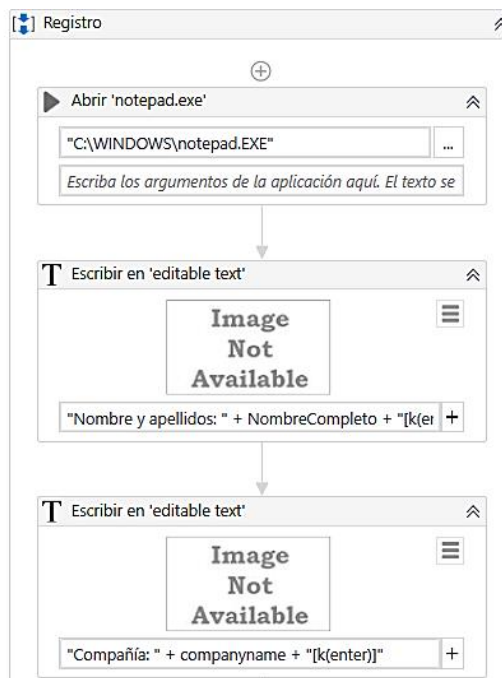 Registro
Abrir 'notepad.exe'
"C:\WINDOWS\notepad.EXE"
...
Escriba los argumentos de la aplicación aquí. El texto se
T Escribir en 'editable text'
Image
Not
Available
"Nombre y apellidos: " + NombreCompleto + "[k(er
+
T Escribir en 'editable text'
Image
Not
Available
"Compañía: " + companyname + "[k(enter)]"
+